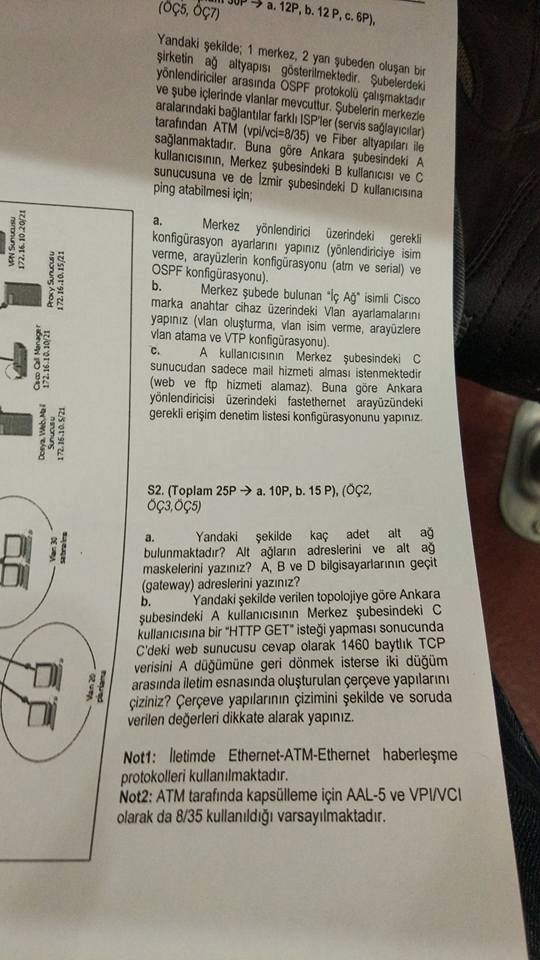 → a. 12P, b. 12 P, c. 6P),
(ÖÇ5, ÖÇ7)
Yandaki şekilde; 1 merkez, 2 yan şubeden oluşan bir
şirketin ağ altyapısı gösterilmektedir. Şubelerdeki
yönlendiriciler arasında OSPF protokolü çalışmaktadır
ve şube içlerinde vlanlar mevcuttur. Şubelerin merkezle
aralarındaki bağlantılar farklı ISP'ler (servis sağlayıcılar)
tarafından ATM (vpi/vci=8/35) ve Fiber altyapıları ile
sağlanmaktadır. Buna göre Ankara şubesindeki A
kullanıcısının, Merkez şubesindeki B kullanıcısı ve C
sunucusuna ve de İzmir şubesindeki D kullanıcısına
ping atabilmesi için;
a. Merkez yönlendirici üzerindeki gerekli
konfigürasyon ayarlarını yapınız (yönlendiriciye isim
verme, arayüzlerin konfigürasyonu (atm ve serial) ve
OSPF konfigürasyonu).
b. Merkez şubede bulunan "İç Ağ" isimli Cisco
marka anahtar cihaz üzerindeki Vlan ayarlamalarını
yapınız (vlan oluşturma, vlan isim verme, arayüzlere
vlan atama ve VTP konfigürasyonu).
c. A kullanıcısının Merkez şubesindeki C
sunucudan sadece mail hizmeti alması istenmektedir
(web ve ftp hizmeti alamaz). Buna göre Ankara
yönlendiricisi üzerindeki fastethernet arayüzündeki
gerekli erişim denetim listesi konfigürasyonunu yapınız.
S2. (Toplam 25P → a. 10P, b. 15 P), (ÖÇ2,
ÖÇ3,ÖÇ5)
a. Yandaki şekilde kaç adet alt ağ
bulunmaktadır? Alt ağların adreslerini ve alt ağ
maskelerini yazınız? A, B ve D bilgisayarlarının geçit
(gateway) adreslerini yazınız?
b. Yandaki şekilde verilen topolojiye göre Ankara
şubesindeki A kullanıcısının Merkez şubesindeki C
kullanıcısına bir "HTTP GET" isteği yapması sonucunda
C'deki web sunucusu cevap olarak 1460 baytlık TCP
verisini A düğümüne geri dönmek isterse iki düğüm
arasında iletim esnasında oluşturulan çerçeve yapılarını
çiziniz? Çerçeve yapılarının çizimini şekilde ve soruda
verilen değerleri dikkate alarak yapınız.
Not1: İletimde Ethernet-ATM-Ethernet haberleşme
protokolleri kullanılmaktadır.
Not2: ATM tarafında kapsülleme için AAL-5 ve VPI/VCI
olarak da 8/35 kullanıldığı varsayılmaktadır.
VPN Sunucusu
172.16.10.20/21
Proxy Sunucusu
172.16.10.15/21
Cisco Call Manager
172.16.10.10/21
Dosya, Web, Mail
Sunucusu
172.16.10.5/21
Vlan 30
satinalma
Vlan 20
planlama